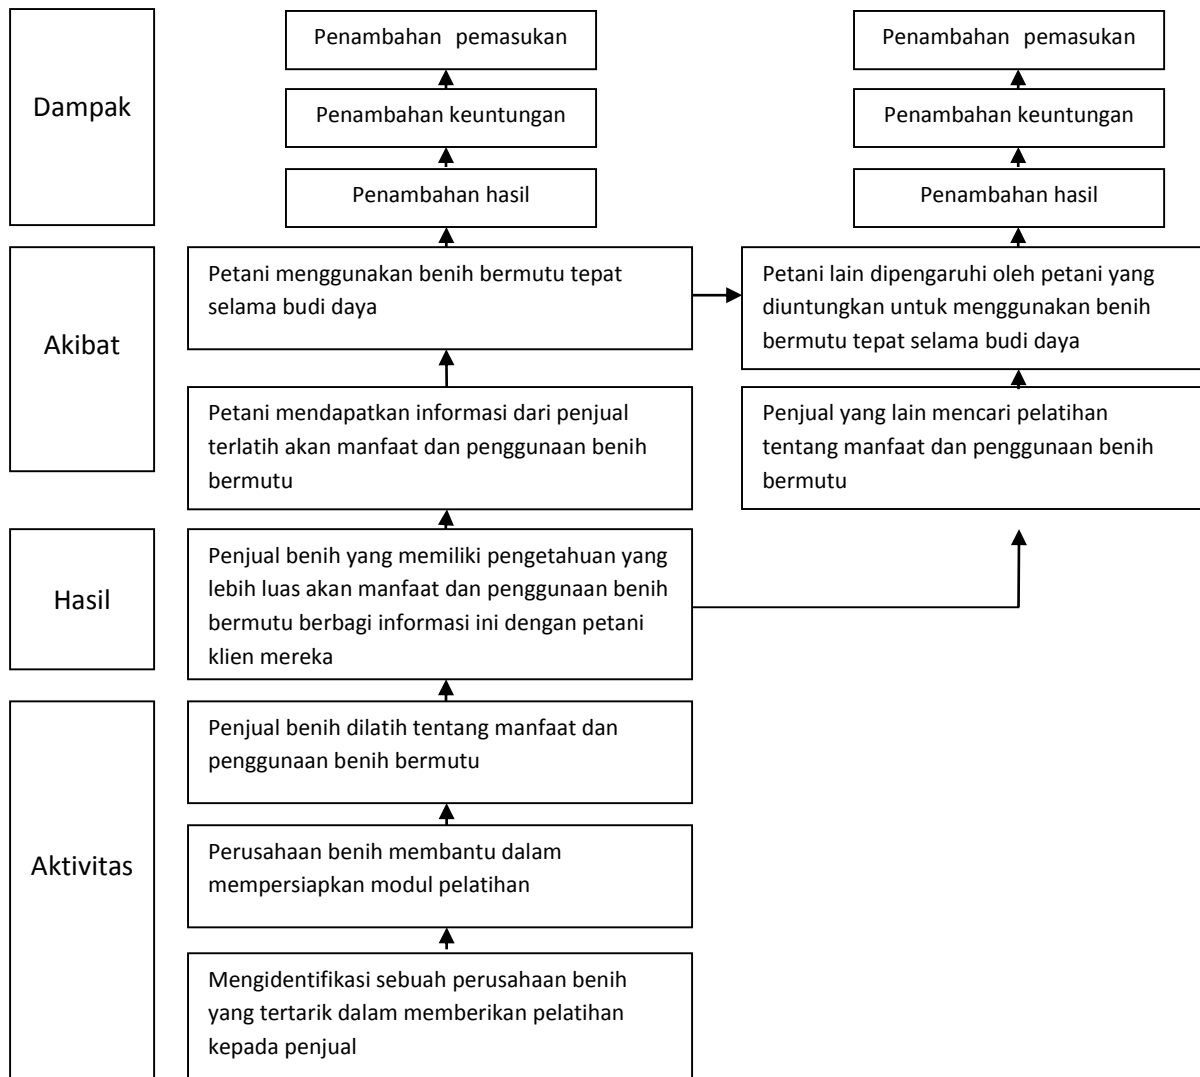 Dampak
Penambahan pemasukan
Penambahan keuntungan
Penambahan hasil
Penambahan pemasukan
Penambahan keuntungan
Penambahan hasil
Akibat
Petani menggunakan benih bermutu tepat
selama budi daya
Petani lain dipengaruhi oleh petani yang
diuntungkan untuk menggunakan benih
bermutu tepat selama budi daya
Petani mendapatkan informasi dari penjual
terlatih akan manfaat dan penggunaan benih
bermutu
Penjual yang lain mencari pelatihan
tentang manfaat dan penggunaan benih
bermutu
Hasil
Penjual benih yang memiliki pengetahuan yang
lebih luas akan manfaat dan penggunaan benih
bermutu berbagi informasi ini dengan petani
klien mereka
Aktivitas
Penjual benih dilatih tentang manfaat dan
penggunaan benih bermutu
Perusahaan benih membantu dalam
mempersiapkan modul pelatihan
Mengidentifikasi sebuah perusahaan benih
yang tertarik dalam memberikan pelatihan
kepada penjual